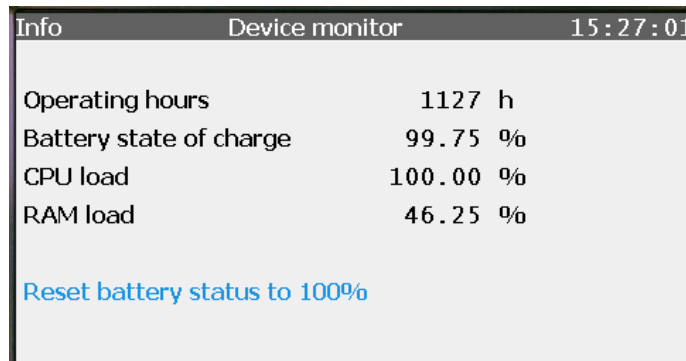 Info Device monitor 15:27:01
Operating hours 1127 h
Battery state of charge 99.75 %
CPU load 100.00 %
RAM load 46.25 %
Reset battery status to 100%